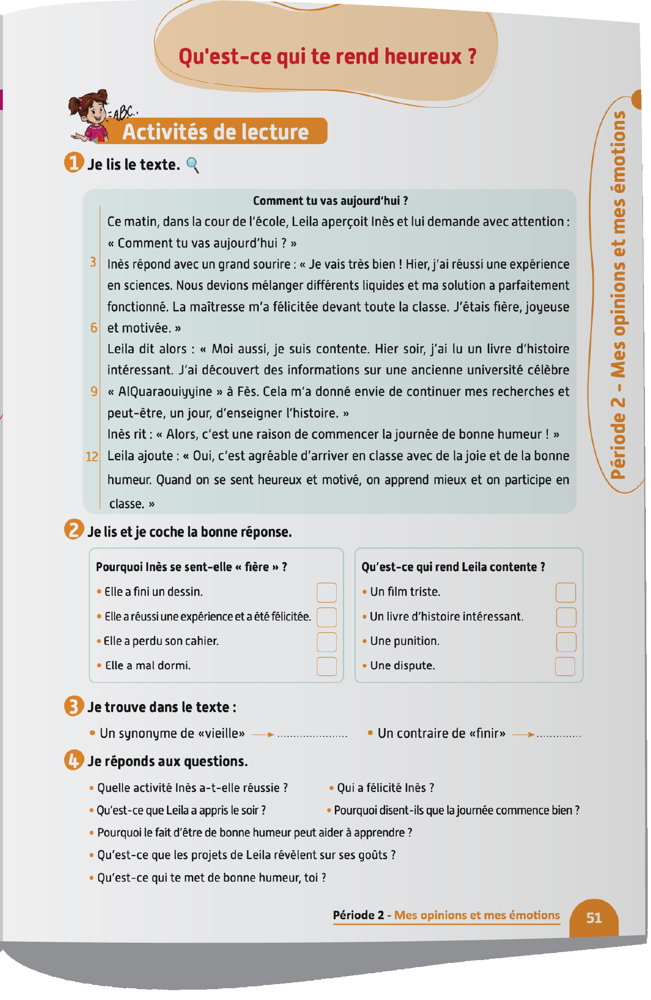 Qu'est-ce qui te rend heureux ?
A.B.C..
Activités de lecture
1 Je lis le texte.
Comment tu vas aujourd'hui ?
Ce matin, dans la cour de l'école, Leila aperçoit Inès et lui demande avec attention :
« Comment tu vas aujourd'hui ? »
3 Inès répond avec un grand sourire : « Je vais très bien ! Hier, j'ai réussi une expérience
en sciences. Nous devions mélanger différents liquides et ma solution a parfaitement
fonctionné. La maîtresse m'a félicitée devant toute la classe. J'étais fière, joyeuse
6 et motivée. »
Leila dit alors : « Moi aussi, je suis contente. Hier soir, j'ai lu un livre d'histoire
intéressant. J'ai découvert des informations sur une ancienne université célèbre
9 « AlQuaraouiyyine » à Fès. Cela m'a donné envie de continuer mes recherches et
peut-être, un jour, d'enseigner l'histoire. »
Inès rit : « Alors, c'est une raison de commencer la journée de bonne humeur ! »
12 Leila ajoute : « Oui, c'est agréable d'arriver en classe avec de la joie et de la bonne
humeur. Quand on se sent heureux et motivé, on apprend mieux et on participe en
classe. »
2 Je lis et je coche la bonne réponse.
Pourquoi Inès se sent-elle « fière » ?
• Elle a fini un dessin.
• Elle a réussi une expérience et a été félicitée.
• Elle a perdu son cahier.
• Elle a mal dormi.
Qu'est-ce qui rend Leila contente ?
• Un film triste.
• Un livre d'histoire intéressant.
• Une punition.
• Une dispute.
3 Je trouve dans le texte :
• Un synonyme de «vieille» → ......................
• Un contraire de «finir» → ..............
4 Je réponds aux questions.
• Quelle activité Inès a-t-elle réussie ?
• Qui a félicité Inès ?
• Qu'est-ce que Leila a appris le soir ?
• Pourquoi disent-ils que la journée commence bien ?
• Pourquoi le fait d'être de bonne humeur peut aider à apprendre ?
• Qu'est-ce que les projets de Leila révèlent sur ses goûts ?
• Qu'est-ce qui te met de bonne humeur, toi ?
Période 2 - Mes opinions et mes émotions
51
Période 2 - Mes opinions et mes émotions